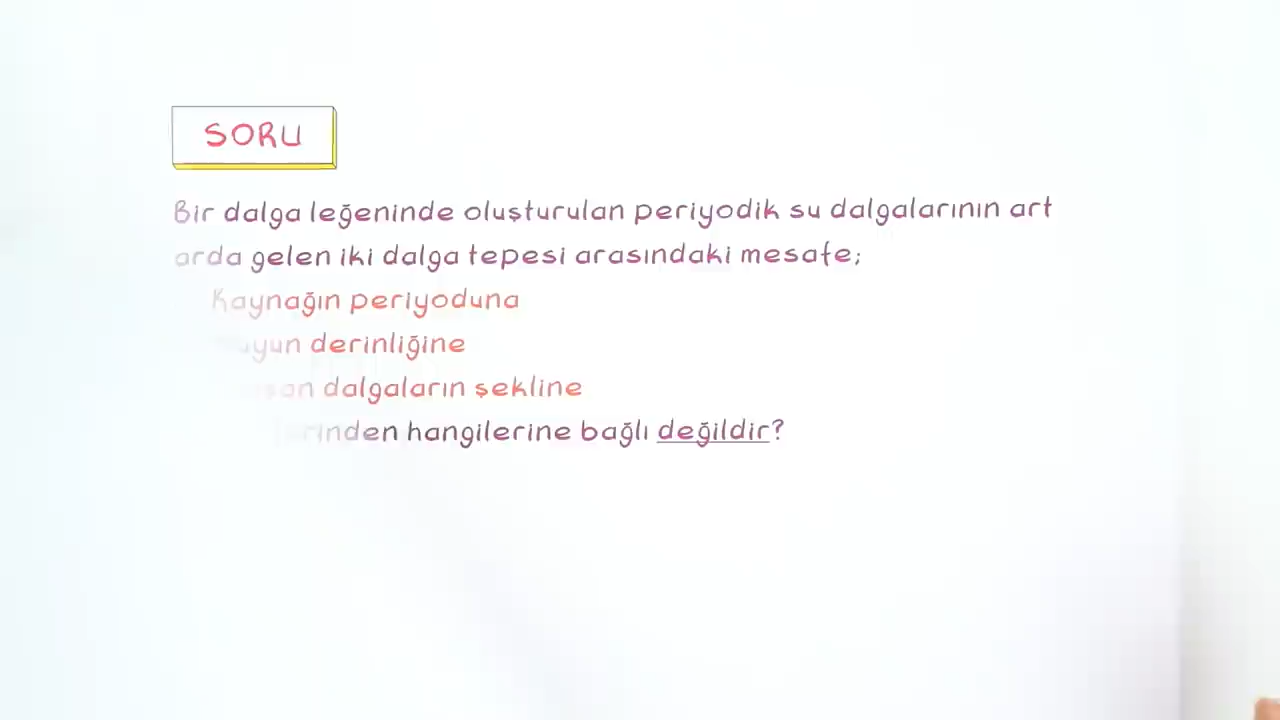 SORU
Bir dalga leğeninde oluşturulan periyodik su dalgalarının art
arda gelen iki dalga tepesi arasındaki mesafe;
Kaynağın periyoduna
derinliğine
dalgaların şekline
hangilerine bağlı değildir?